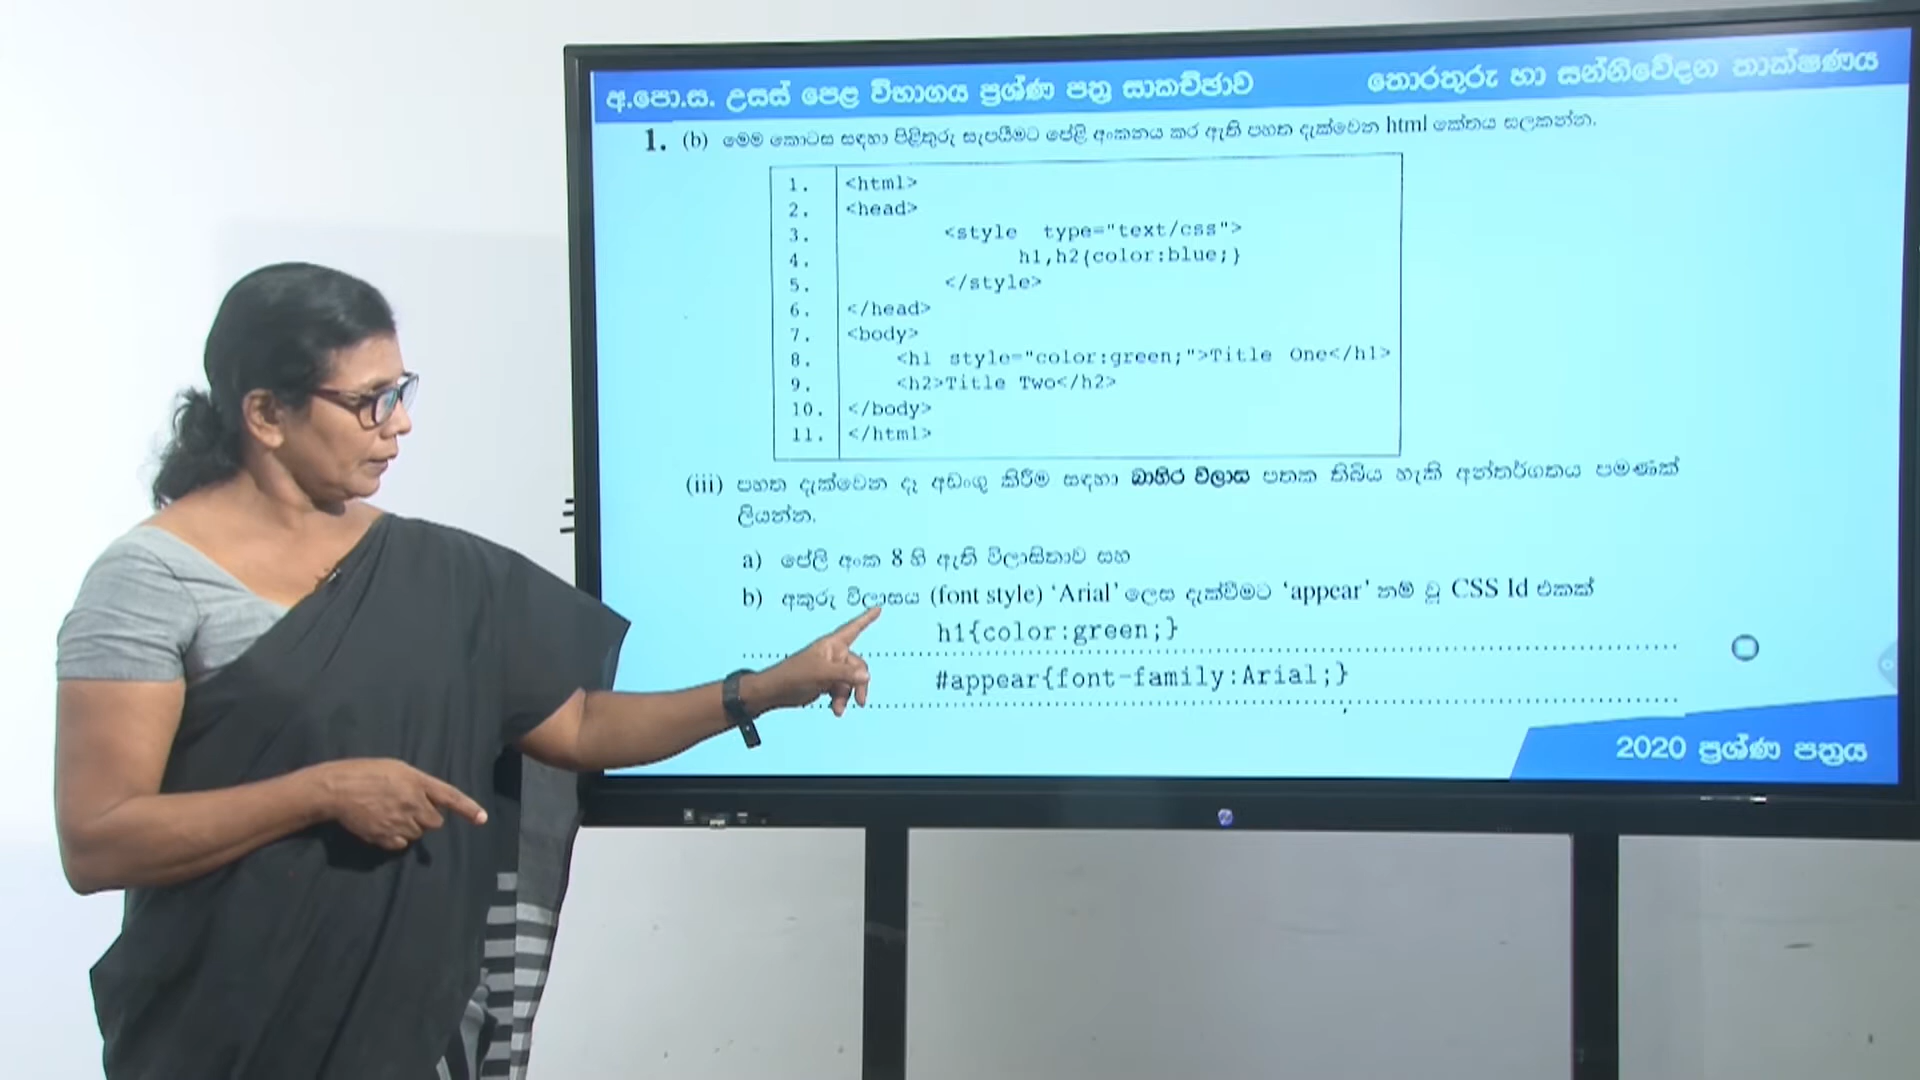 අ.පො.ස. උසස් පෙළ විභාගය ප්‍රශ්ණ පත්‍ර සාකච්ඡාව
තොරතුරු හා සන්නිවේදන තාක්ෂණය
1. (b) මෙම කොටස සඳහා පිළිතුරු සැපයීමට පේළි අංකනය කර ඇති පහත දැක්වෙන html කේතය සලකන්න.
1. <html>
2. <head>
3. <style type="text/css">
4. h1,h2{color:blue;}
5. </style>
6. </head>
7. <body>
8. <h1 style="color:green;">Title One</h1>
9. <h2>Title Two</h2>
10. </body>
11. </html>
(iii) පහත දැක්වෙන දෑ අඩංගු කිරීම සඳහා බාහිර විලාස පතක තිබිය හැකි අන්තර්ගතය පමණක්
ලියන්න.
a) පේලි අංක 8 හි ඇති විලාසිතාව සහ
b) අකුරු විලාසය (font style) ‘Arial’ ලෙස දැක්වීමට ‘appear’ නම් වූ CSS Id එකක්
h1{color:green;}
#appear{font-family:Arial;}
2020 ප්‍රශ්ණ පත්‍රය